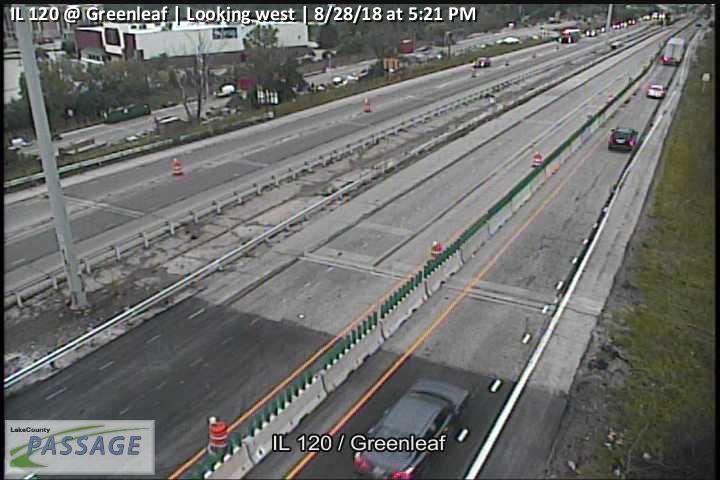 IL 120 @ Greenleaf | Looking west | 8/28/18 at 5:21 PM
IL 120 / Greenleaf
LakeCounty
PASSAGE